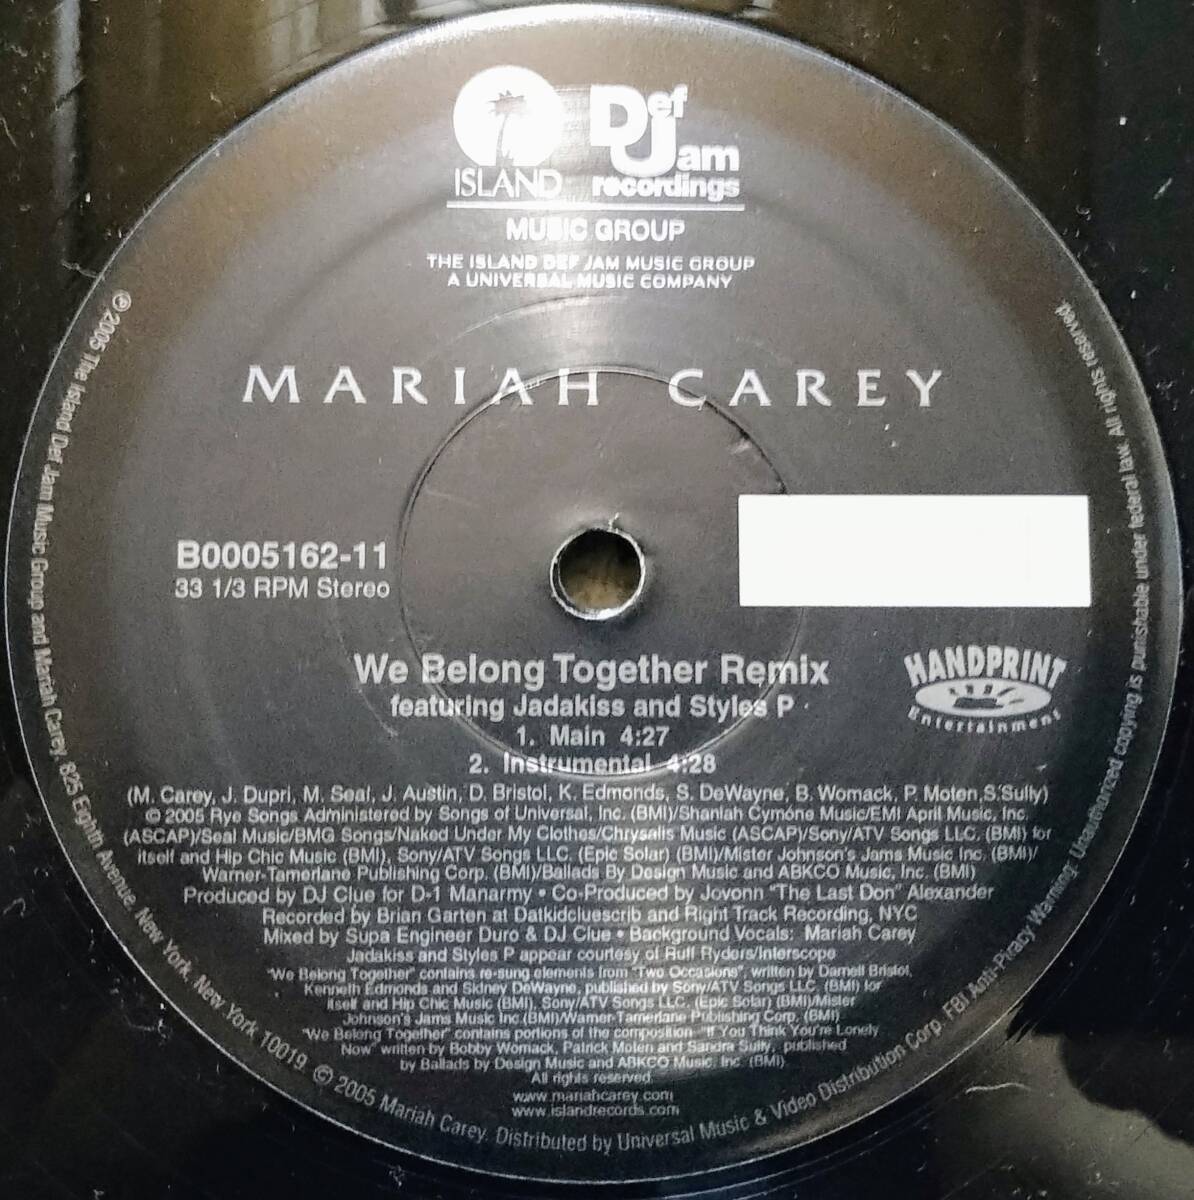 ISLAND
Def Jam recordings
MUSIC GROUP
THE ISLAND DEF JAM MUSIC GROUP
A UNIVERSAL MUSIC COMPANY
MARIAH CAREY
B0005162-11
33 1/3 RPM Stereo
HANDPRINT
Entertainment
We Belong Together Remix
featuring Jadakiss and Styles P
1. Main 4:27
2. Instrumental 4:28
(M. Carey, J. Dupri, M. Seal, J. Austin, D. Bristol, K. Edmonds, S. DeWayne, B. Womack, P. Moten,S.Sully)
© 2005 Rye Songs Administered by Songs of Universal, Inc. (BMI)/Shaniah Cymone Music/EMI April Music, Inc.
(ASCAP)/Seal Music/BMG Songs/Naked Under My Clothes/Chrysalis Music (ASCAP)/Sony/ATV Songs LLC. (BMI) for
itself and Hip Chic Music (BMI), Sony/ATV Songs LLC. (Epic Solar) (BMI)/Mister Johnson's Jams Music Inc. (BMI)/
Warner-Tamerlane Publishing Corp. (BMI)/Ballads By Design Music and ABKCO Music, Inc. (BMI)
Produced by DJ Clue for D-1 Manarmy • Co-Produced by Jovonn "The Last Don" Alexander
Recorded by Brian Garten at Datkidcluescrib and Right Track Recording, NYC
Mixed by Supa Engineer Duro & DJ Clue • Background Vocals: Mariah Carey
Jadakiss and Styles P appear courtesy of Ruff Ryders/Interscope
"We Belong Together" contains re-sung elements from "Two Occasions", written by Darnell Bristol,
Kenneth Edmonds and Sidney DeWayne, published by Sony/ATV Songs LLC. (BMI) for
itself and Hip Chic Music (BMI), Sony/ATV Songs LLC. (Epic Solar) (BMI)/Mister
Johnson's Jams Music Inc.(BMI)/Warner-Tamerlane Publishing Corp. (BMI)
"We Belong Together" contains portions of the composition "If You Think You're Lonely
Now" written by Bobby Womack, Patrick Moten and Sandra Sully, published
by Ballads by Design Music and ABKCO Music, Inc. (BMI)
All rights reserved.
www.mariahcarey.com
www.islandrecords.com
℗ 2005 The Island Def Jam Music Group and Mariah Carey. 825 Eighth Avenue, New York, New York 10019. © 2005 Mariah Carey. Distributed by Universal Music & Video Distribution Corp. FBI Anti-Piracy Warning: Unauthorized copying is punishable under federal law. All rights reserved.